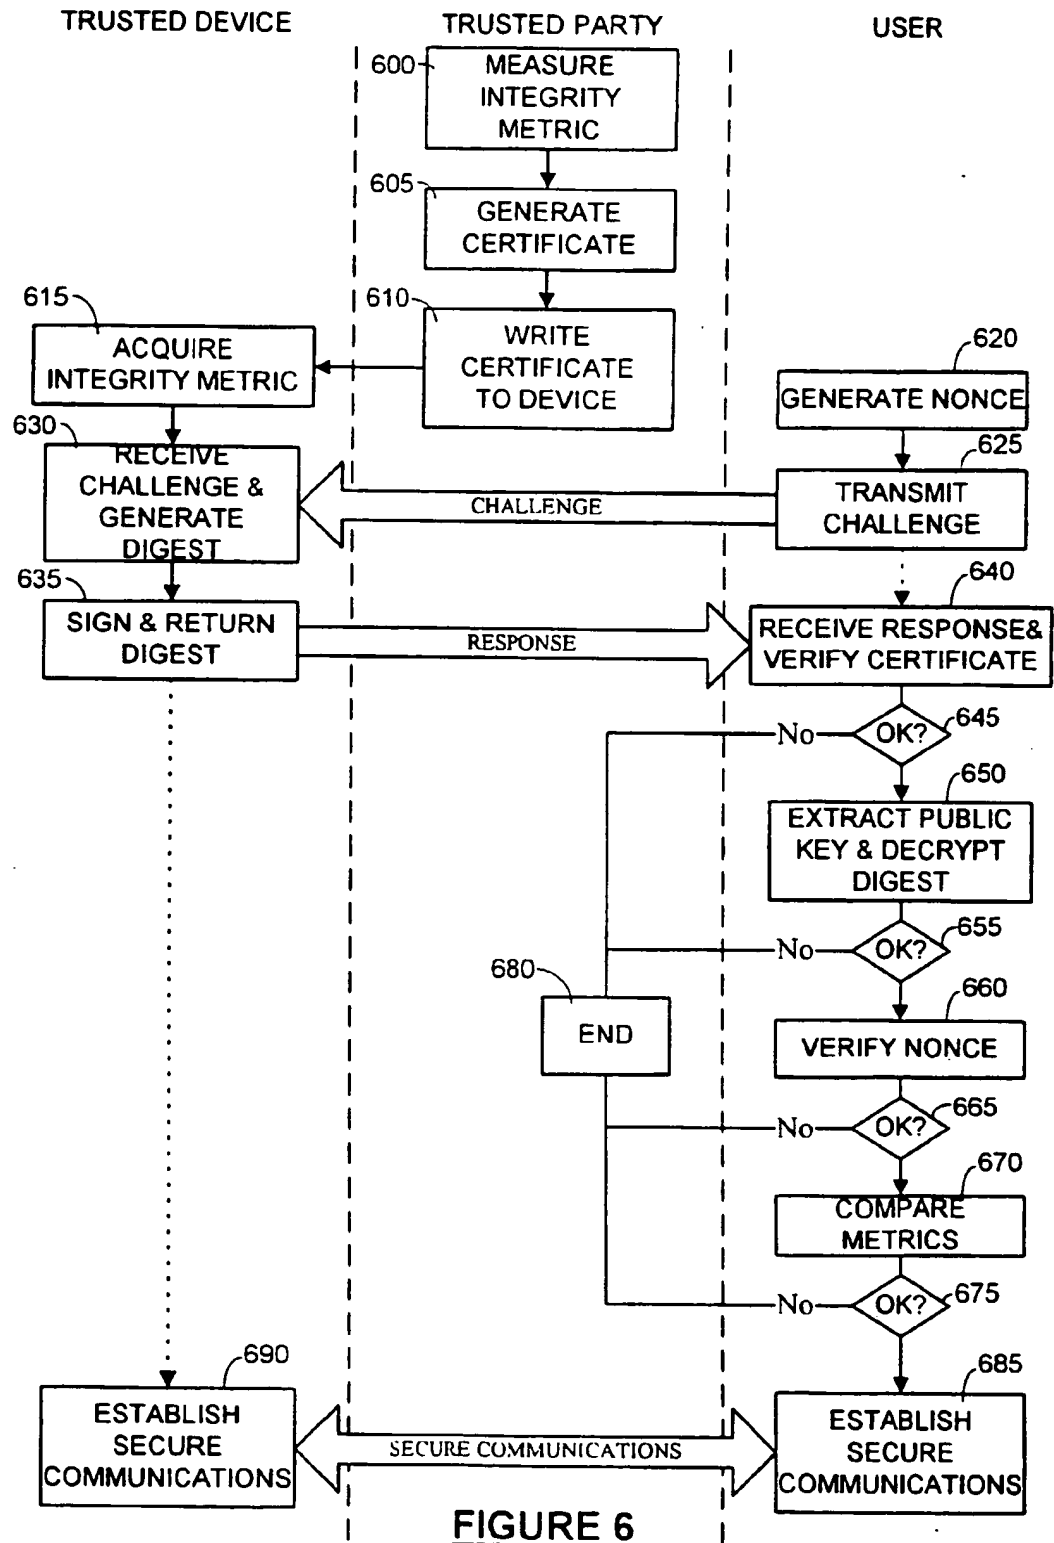 TRUSTED DEVICE
TRUSTED PARTY
USER
600
MEASURE
INTEGRITY
METRIC
605
GENERATE
CERTIFICATE
610
WRITE
CERTIFICATE
TO DEVICE
615
ACQUIRE
INTEGRITY METRIC
620
GENERATE NONCE
625
TRANSMIT
CHALLENGE
CHALLENGE
630
RECEIVE
CHALLENGE &
GENERATE
DIGEST
635
SIGN & RETURN
DIGEST
RESPONSE
640
RECEIVE RESPONSE&
VERIFY CERTIFICATE
645
OK?
No
650
EXTRACT PUBLIC
KEY & DECRYPT
DIGEST
655
OK?
No
680
END
660
VERIFY NONCE
665
OK?
No
670
COMPARE
METRICS
675
OK?
No
690
ESTABLISH
SECURE
COMMUNICATIONS
SECURE COMMUNICATIONS
685
ESTABLISH
SECURE
COMMUNICATIONS
FIGURE 6